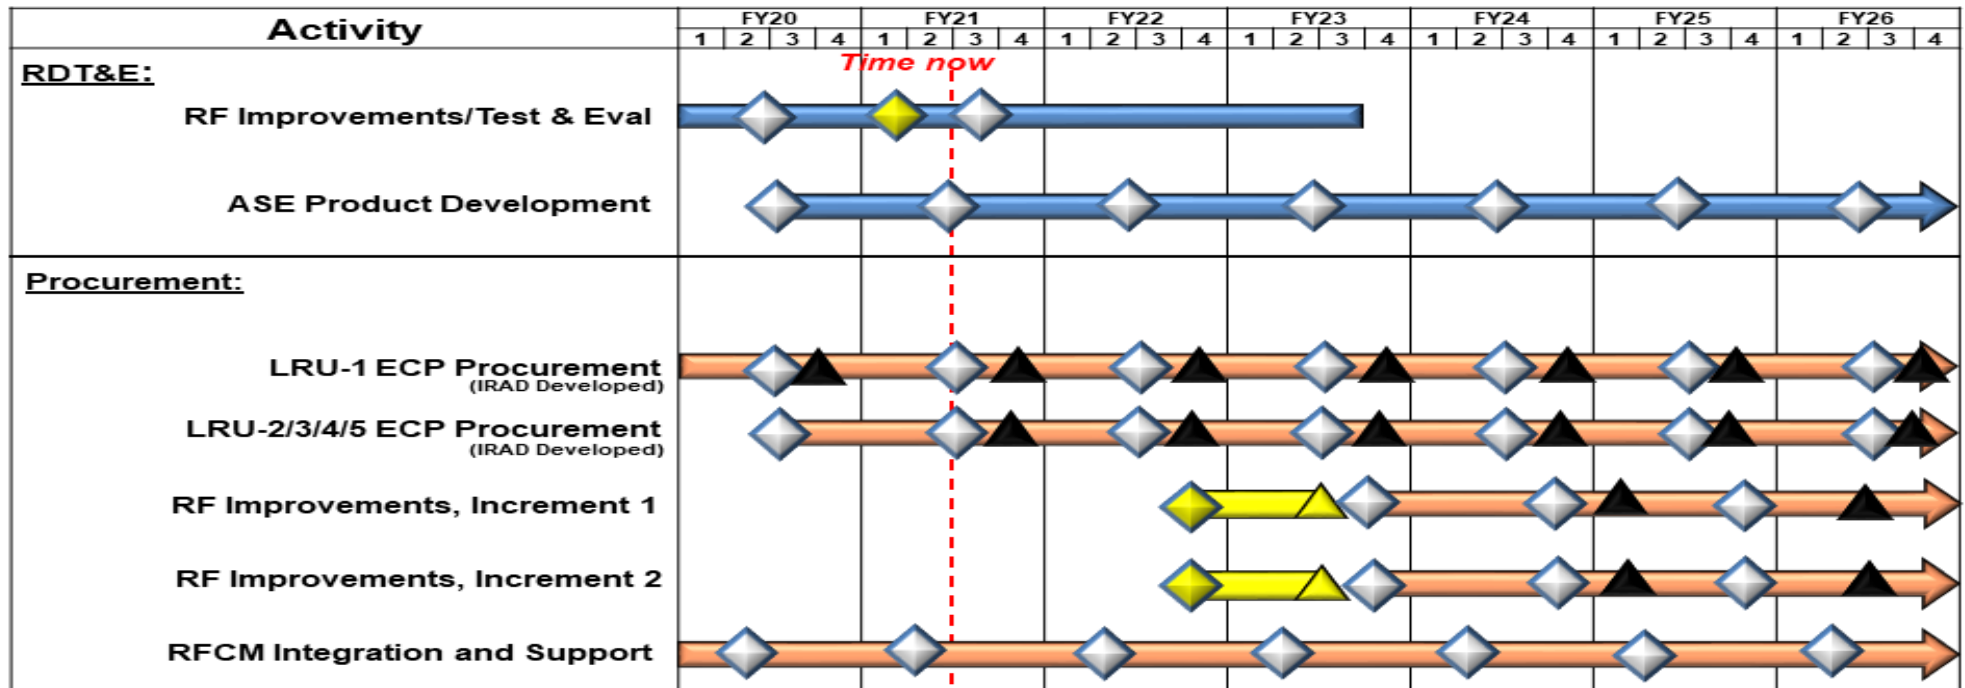 Activity FY20 FY21 FY22 FY23 FY24 FY25 FY26
1 2 3 4 1 2 3 4 1 2 3 4 1 2 3 4 1 2 3 4 1 2 3 4 1 2 3 4
Time now
RDT&E:
RF Improvements/Test & Eval
ASE Product Development
Procurement:
LRU-1 ECP Procurement
(IRAD Developed)
LRU-2/3/4/5 ECP Procurement
(IRAD Developed)
RF Improvements, Increment 1
RF Improvements, Increment 2
RFCM Integration and Support